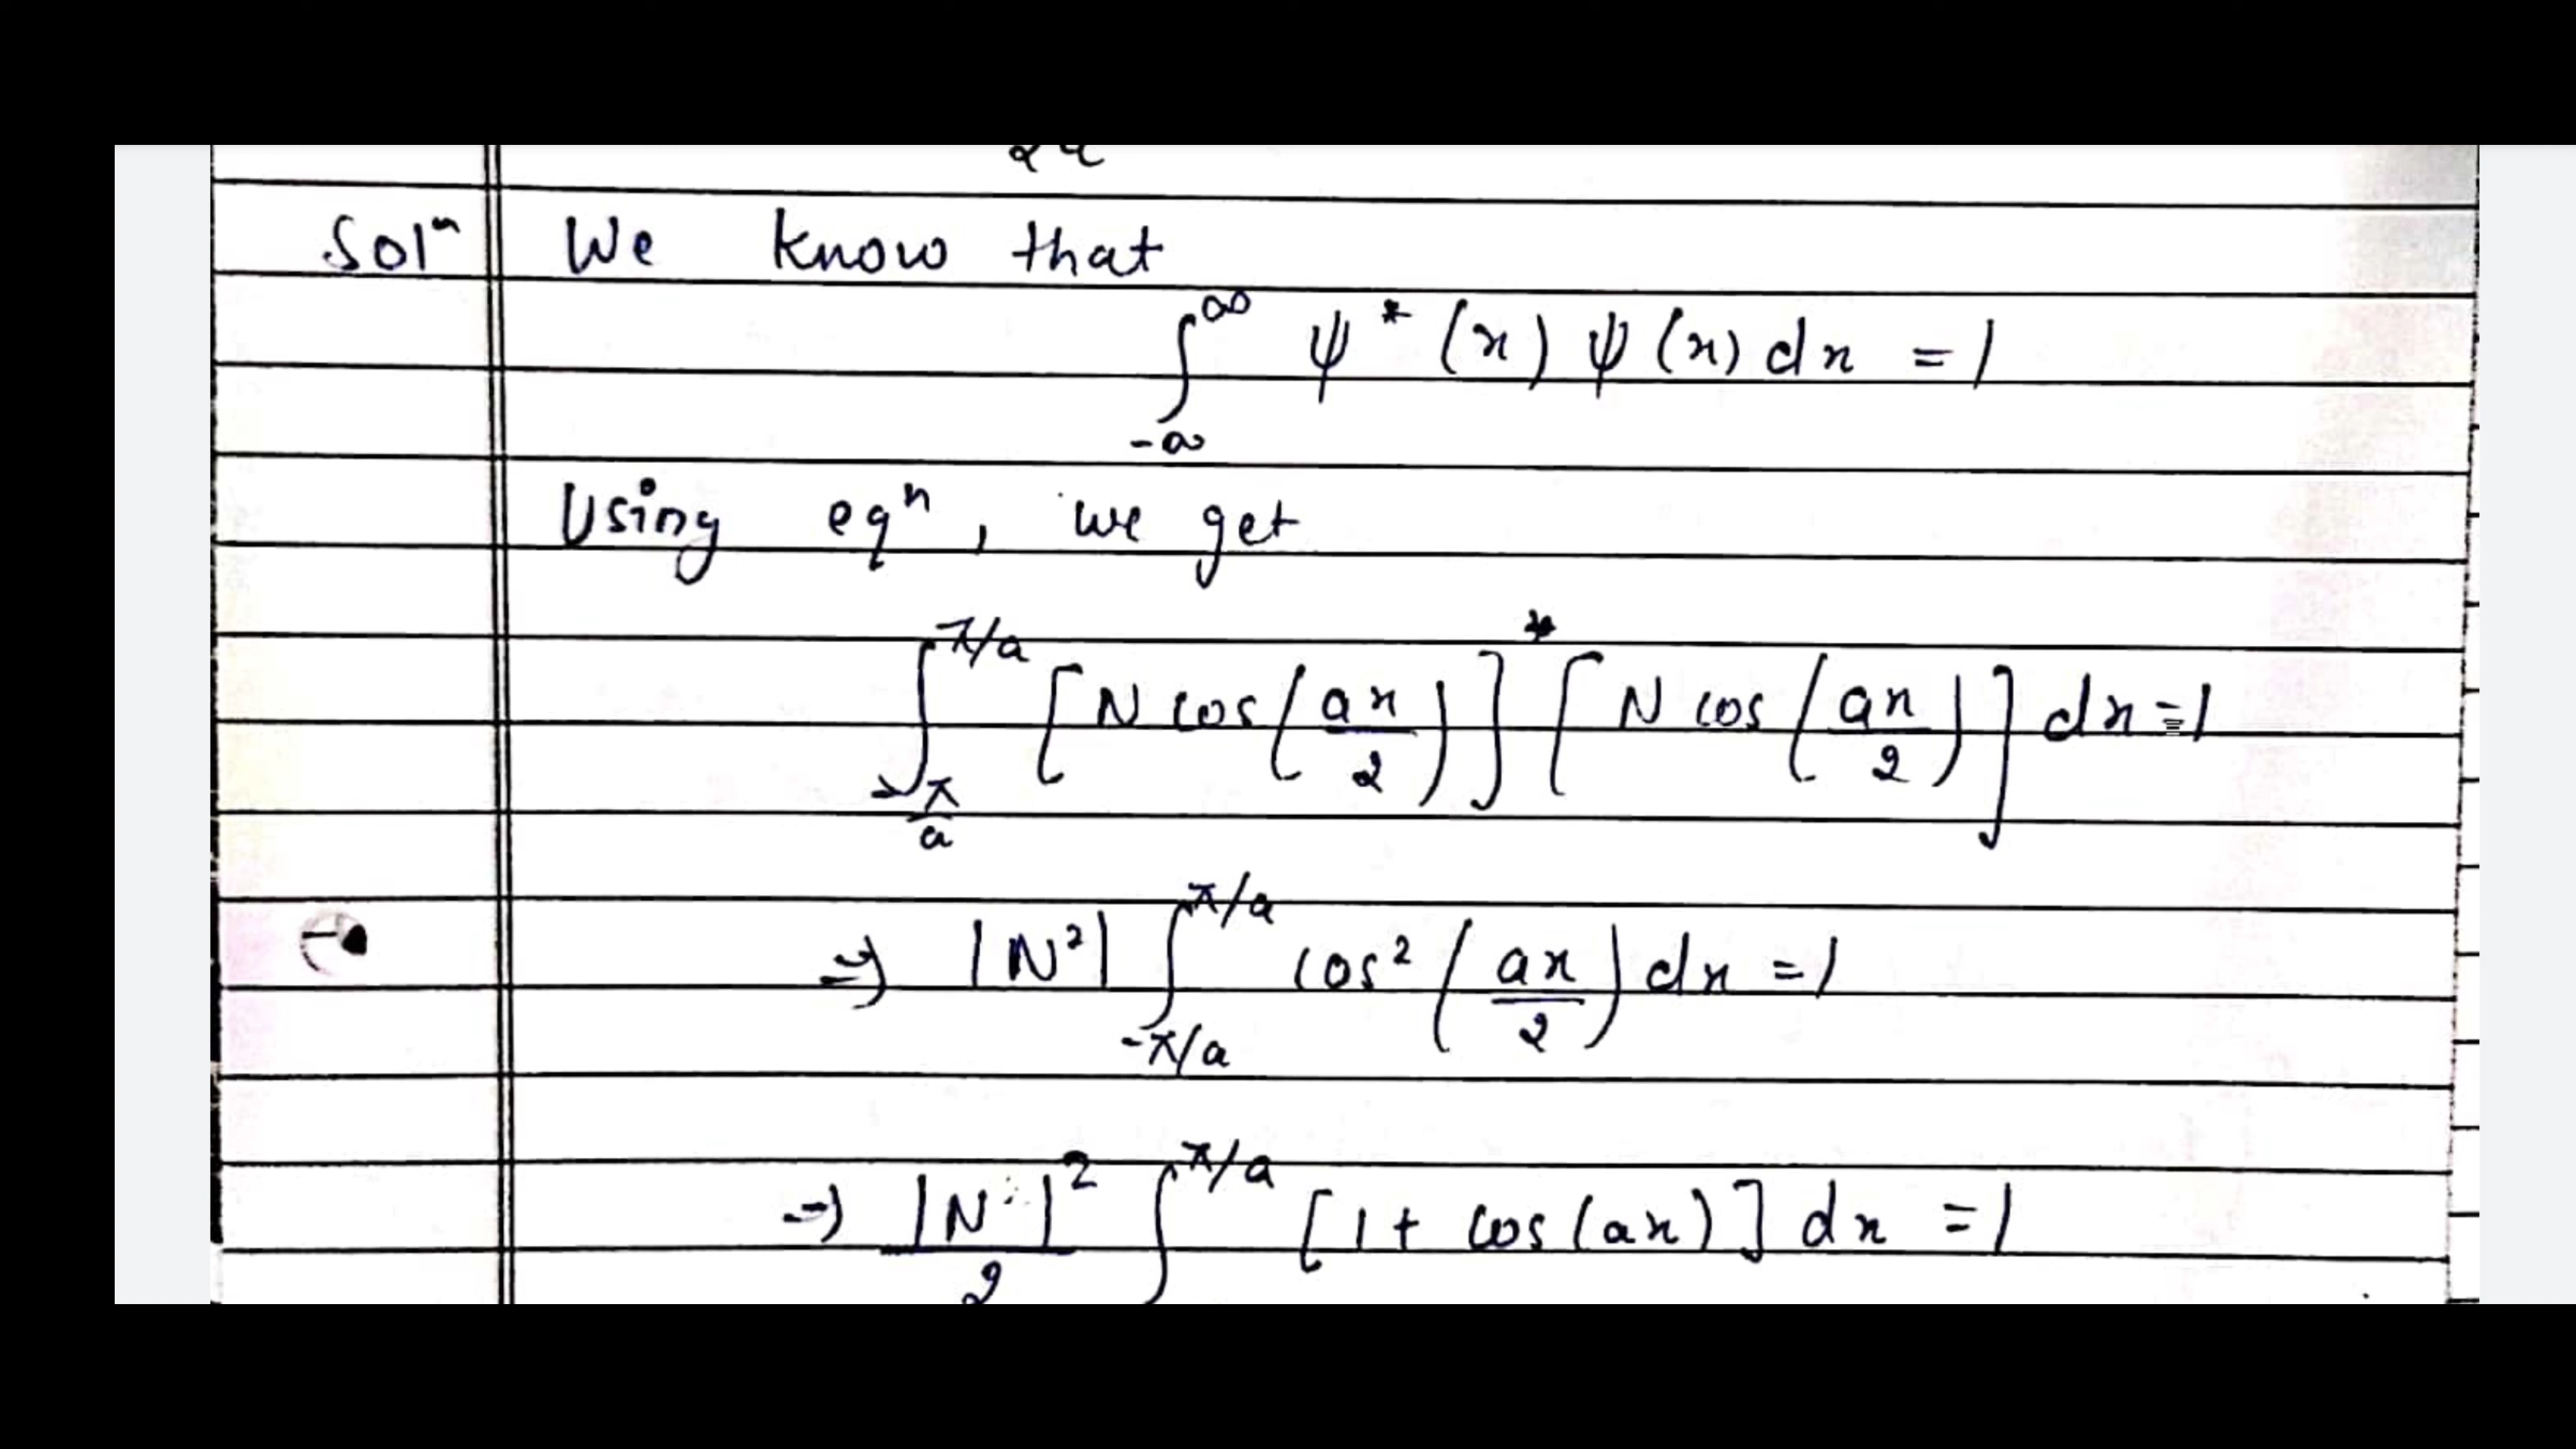 Solⁿ We know that
∫_{-∞}^{∞} ψ*(x) ψ(x) dx = 1
Using eqⁿ, we get
∫_{-π/a}^{π/a} [N cos(ax/2)]* [N cos(ax/2)] dx = 1
⇒ |N²| ∫_{-π/a}^{π/a} cos²(ax/2) dx = 1
⇒ |N|²/2 ∫^{π/a} [1 + cos(ax)] dx = 1